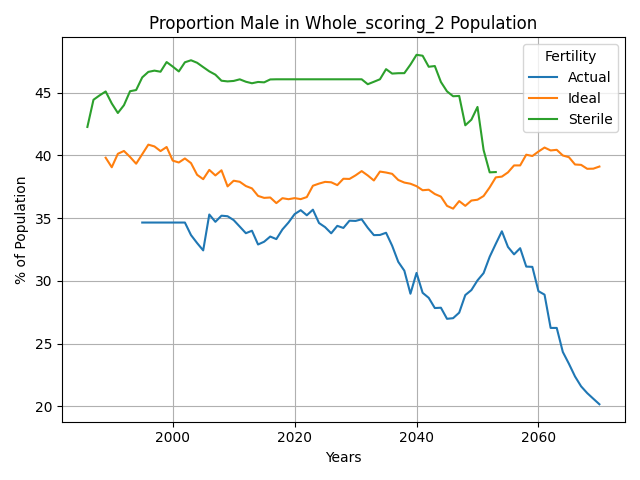 Proportion Male in Whole_scoring_2 Population
Fertility
Actual
Ideal
Sterile
% of Population
45
40
35
30
25
20
2000
2020
2040
2060
Years